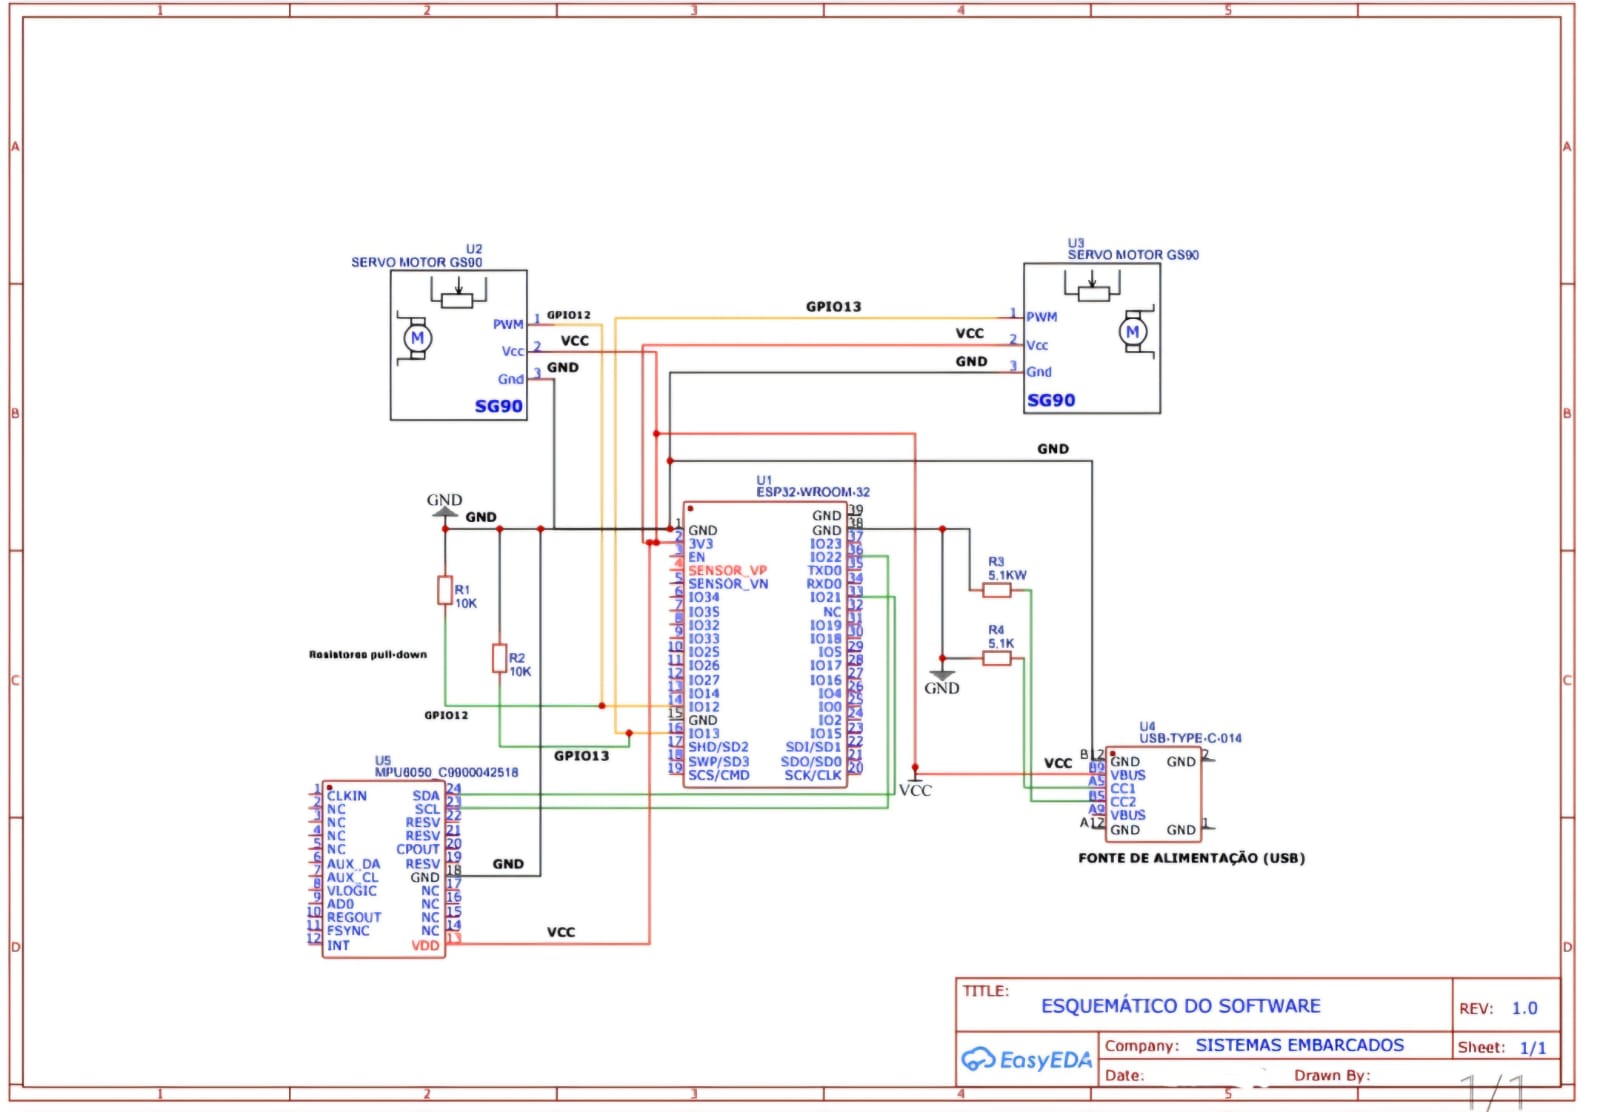 1 2 3 4 5
A A
B B
C C
D D
U2
SERVO MOTOR GS90
PWM 1 GPIO12
Vcc 2 VCC
Gnd 3 GND
M
SG90
U3
SERVO MOTOR GS90
GPIO13 1 PWM
VCC 2 Vcc
GND 3 Gnd
M
SG90
GND
GND
GND
U1
ESP32-WROOM-32
1 GND
2 3V3
3 EN
4 SENSOR_VP
5 SENSOR_VN
6 IO34
7 IO35
8 IO32
9 IO33
10 IO25
11 IO26
12 IO27
13 IO14
14 IO12
15 GND
16 IO13
17 SHD/SD2
18 SWP/SD3
19 SCS/CMD
GND 39
GND 38
IO23 37
IO22 36
TXD0 35
RXD0 34
IO21 33
NC 32
IO19 31
IO18 30
IO5 29
IO17 28
IO16 27
IO4 26
IO0 25
IO2 24
IO15 23
SDI/SD1 22
SDO/SD0 21
SCK/CLK 20
R1
10K
R2
10K
Resistores pull-down
GPIO12
GPIO13
R3
5.1KW
R4
5.1K
GND
VCC
VCC
U4
USB-TYPE-C-014
B12 GND GND 2
B9 VBUS
A5 CC1
B5 CC2
A9 VBUS
A12 GND GND 1
FONTE DE ALIMENTAÇÃO (USB)
U5
MPU6050_C9900042518
1 CLKIN SDA 24
2 NC SCL 23
3 NC RESV 22
4 NC RESV 21
5 NC CPOUT 20
6 AUX_DA RESV 19
7 AUX_CL GND 18
8 VLOGIC NC 17
9 AD0 NC 16
10 REGOUT NC 15
11 FSYNC NC 14
12 INT VDD 13
GND
VCC
TITLE:
ESQUEMÁTICO DO SOFTWARE
REV: 1.0
EasyEDA
Company: SISTEMAS EMBARCADOS
Sheet: 1/1
Date:
Drawn By:
1/1
1 2 3 4 5